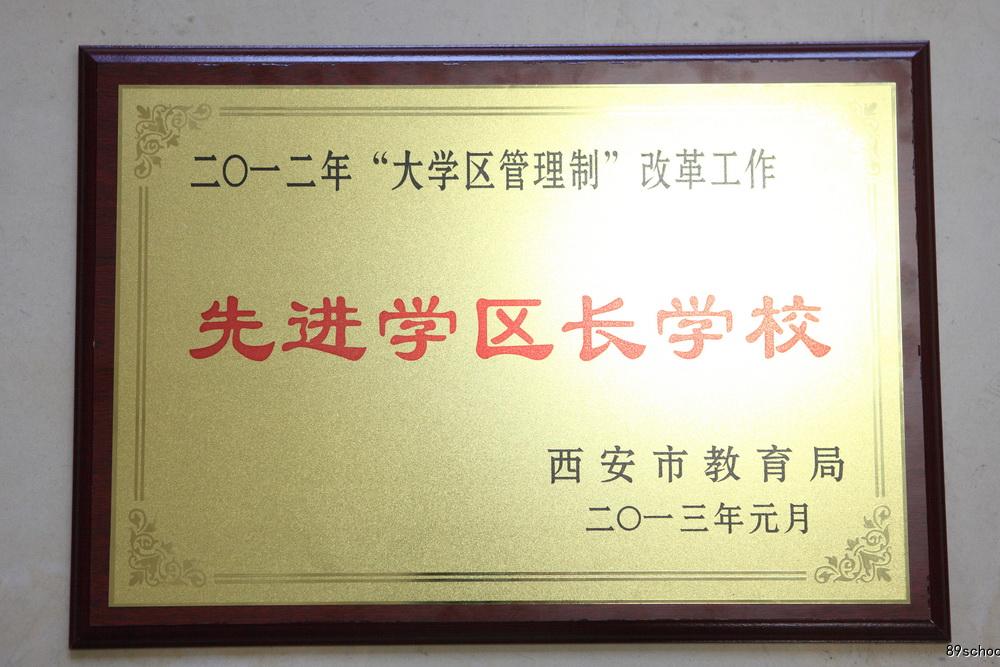 二〇一二年“大学区管理制”改革工作
先进学区长学校
西安市教育局
二〇一三年元月
89schoo